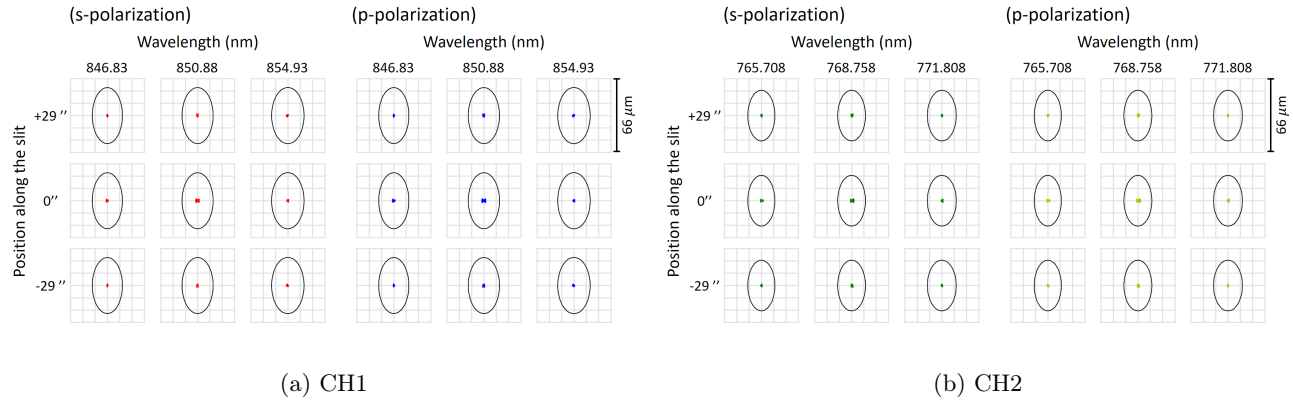 (s-polarization)
(p-polarization)
Wavelength (nm)
Wavelength (nm)
846.83 850.88 854.93
846.83 850.88 854.93
Position along the slit
+29 ’’
0’’
-29 ’’
66 μm
(a) CH1
(s-polarization)
(p-polarization)
Wavelength (nm)
Wavelength (nm)
765.708 768.758 771.808
765.708 768.758 771.808
Position along the slit
+29 ’’
0’’
-29 ’’
66 μm
(b) CH2